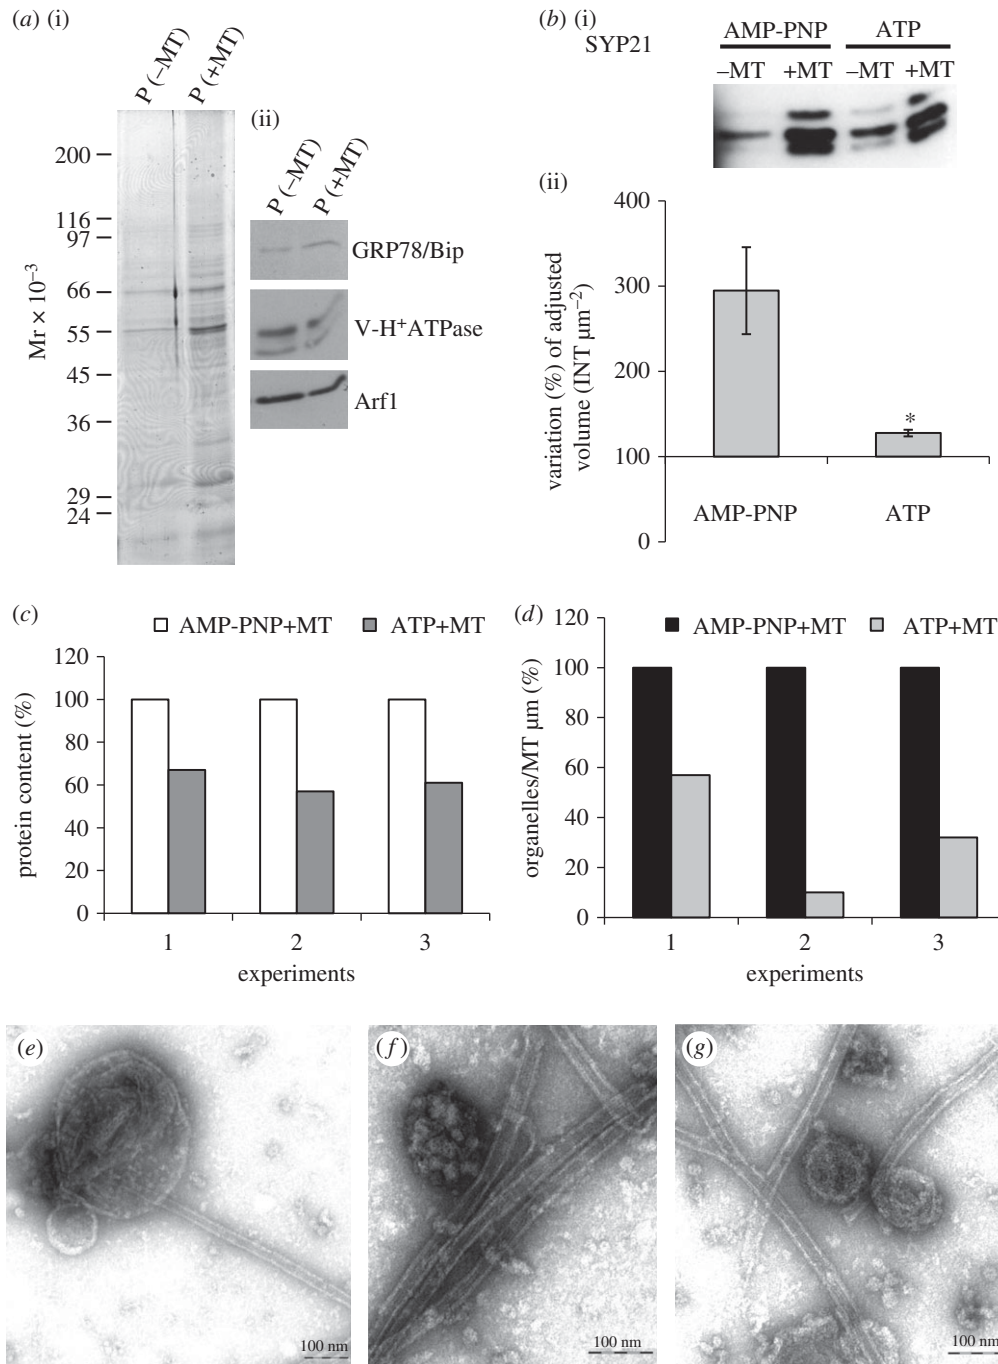 (a) (i)
P (–MT)
P (+MT)
200
116
97
66
55
45
36
29
24
Mr × 10⁻³
(ii)
P (–MT)
P (+MT)
GRP78/Bip
V-H⁺ATPase
Arf1
(b) (i)
SYP21
AMP-PNP
ATP
–MT
+MT
–MT
+MT
(ii)
400
300
200
100
0
variation (%) of adjusted
volume (INT µm⁻²)
*
AMP-PNP
ATP
(c)
AMP-PNP+MT
ATP+MT
120
100
80
60
40
20
0
protein content (%)
1
2
3
experiments
(d)
AMP-PNP+MT
ATP+MT
120
100
80
60
40
20
0
organelles/MT µm (%)
1
2
3
experiments
(e)
100 nm
(f)
100 nm
(g)
100 nm